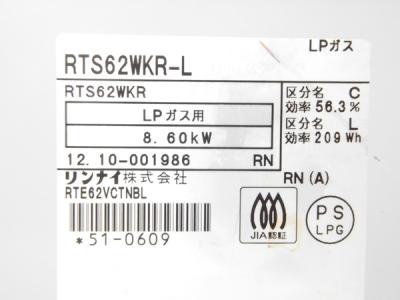 LPガス
RTS62WKR-L
RTS62WKR
LPガス用
8.60kW
区分名 C
効率 56.3%
区分名 L
効率 209 Wh
12.10-001986 RN
リンナイ株式会社
RN(A)
RTE62VCTNBL
*51-0609
JIA認証
PS
LPG